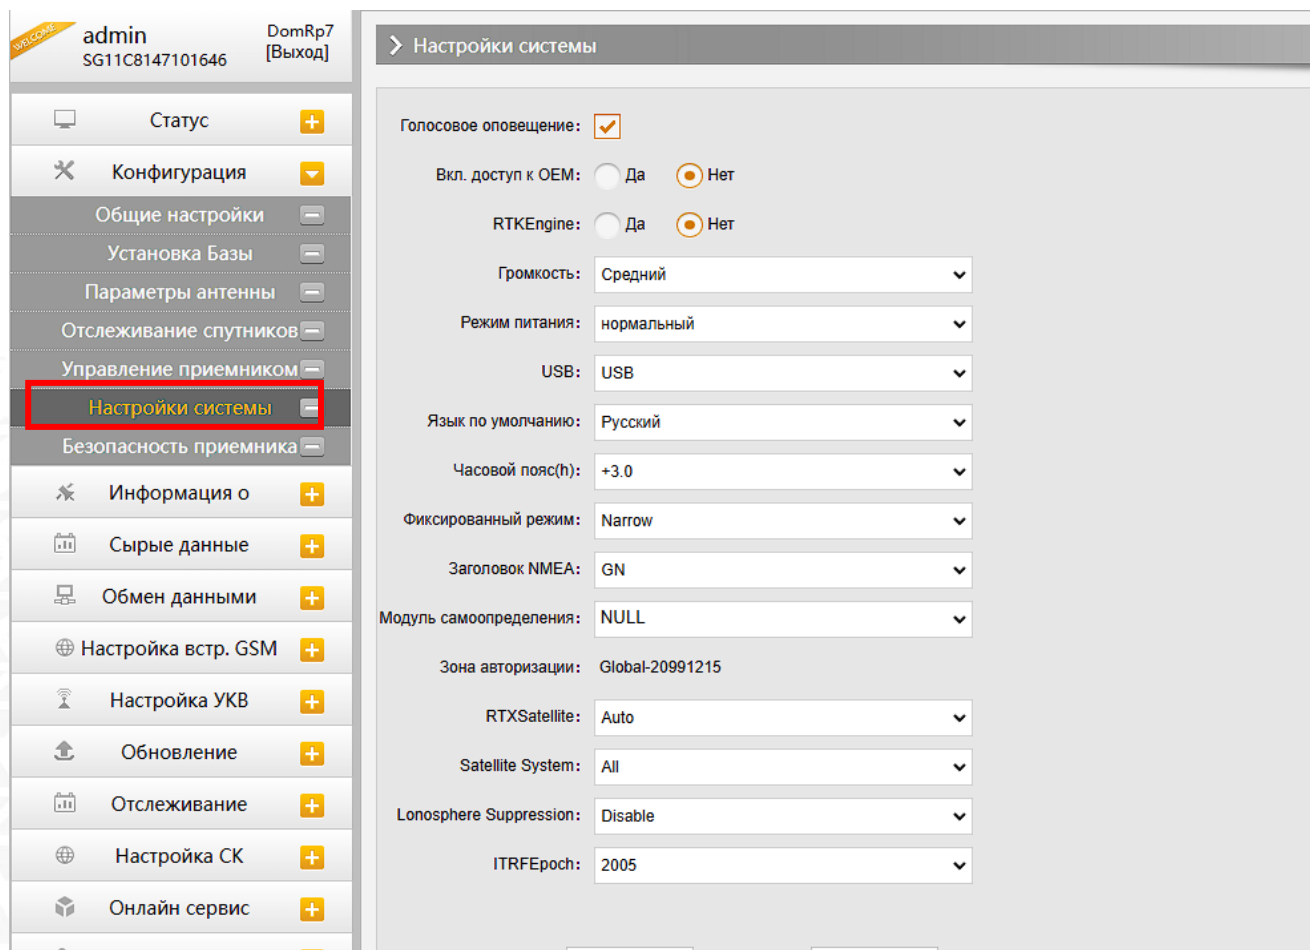 WELCOME
admin
DomRp7
SG11C8147101646
[Выход]
Статус
Конфигурация
Общие настройки
Установка Базы
Параметры антенны
Отслеживание спутников
Управление приемником
Настройки системы
Безопасность приемника
Информация о
Сырые данные
Обмен данными
Настройка встр. GSM
Настройка УКВ
Обновление
Отслеживание
Настройка СК
Онлайн сервис
Настройки системы
Голосовое оповещение:
Вкл. доступ к OEM: Да Нет
RTKEngine: Да Нет
Громкость: Средний
Режим питания: нормальный
USB: USB
Язык по умолчанию: Русский
Часовой пояс(h): +3.0
Фиксированный режим: Narrow
Заголовок NMEA: GN
Модуль самоопределения: NULL
Зона авторизации: Global-20991215
RTXSatellite: Auto
Satellite System: All
Lonosphere Suppression: Disable
ITRFEpoch: 2005